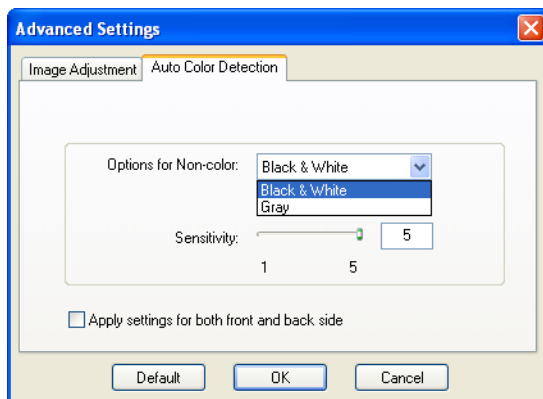 Advanced Settings
Image Adjustment Auto Color Detection
Options for Non-color: Black & White
Black & White
Gray
Sensitivity: 5
1 5
Apply settings for both front and back side
Default OK Cancel